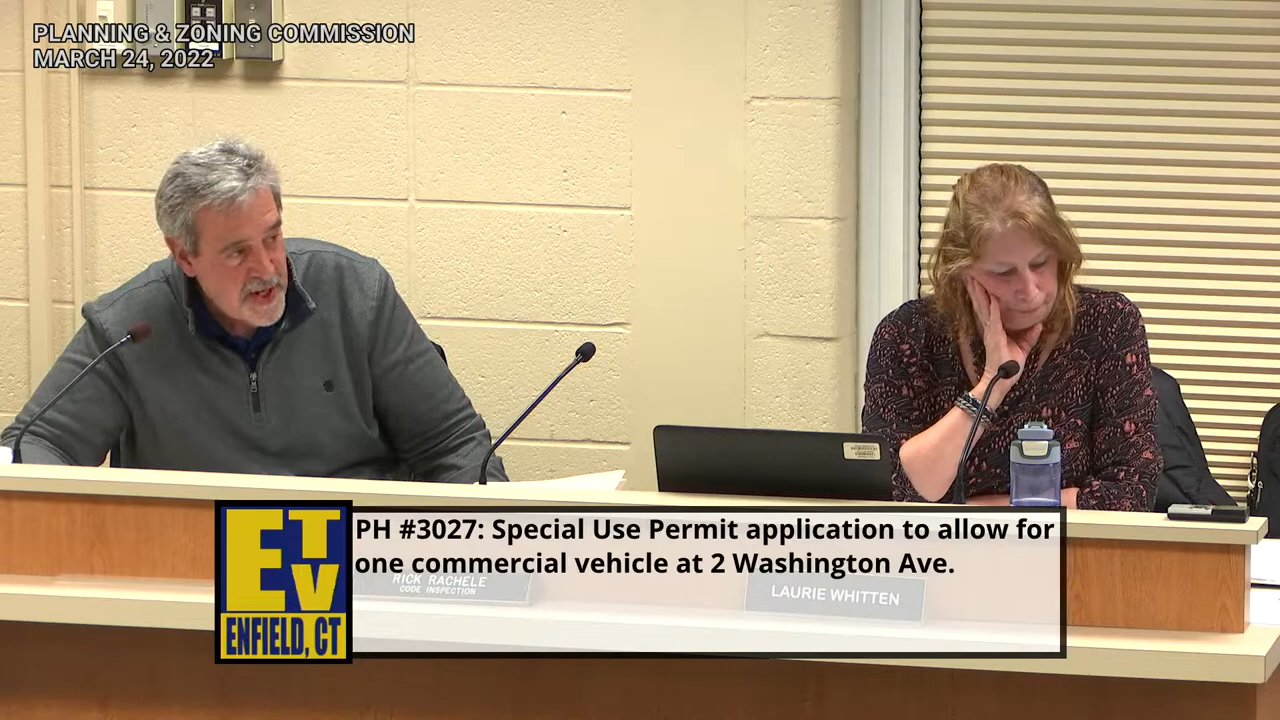 PLANNING & ZONING COMMISSION
MARCH 24, 2022
ETV
ENFIELD, CT
PH #3027: Special Use Permit application to allow for
one commercial vehicle at 2 Washington Ave.
RICK RACHELE
CODE INSPECTION
LAURIE WHITTEN